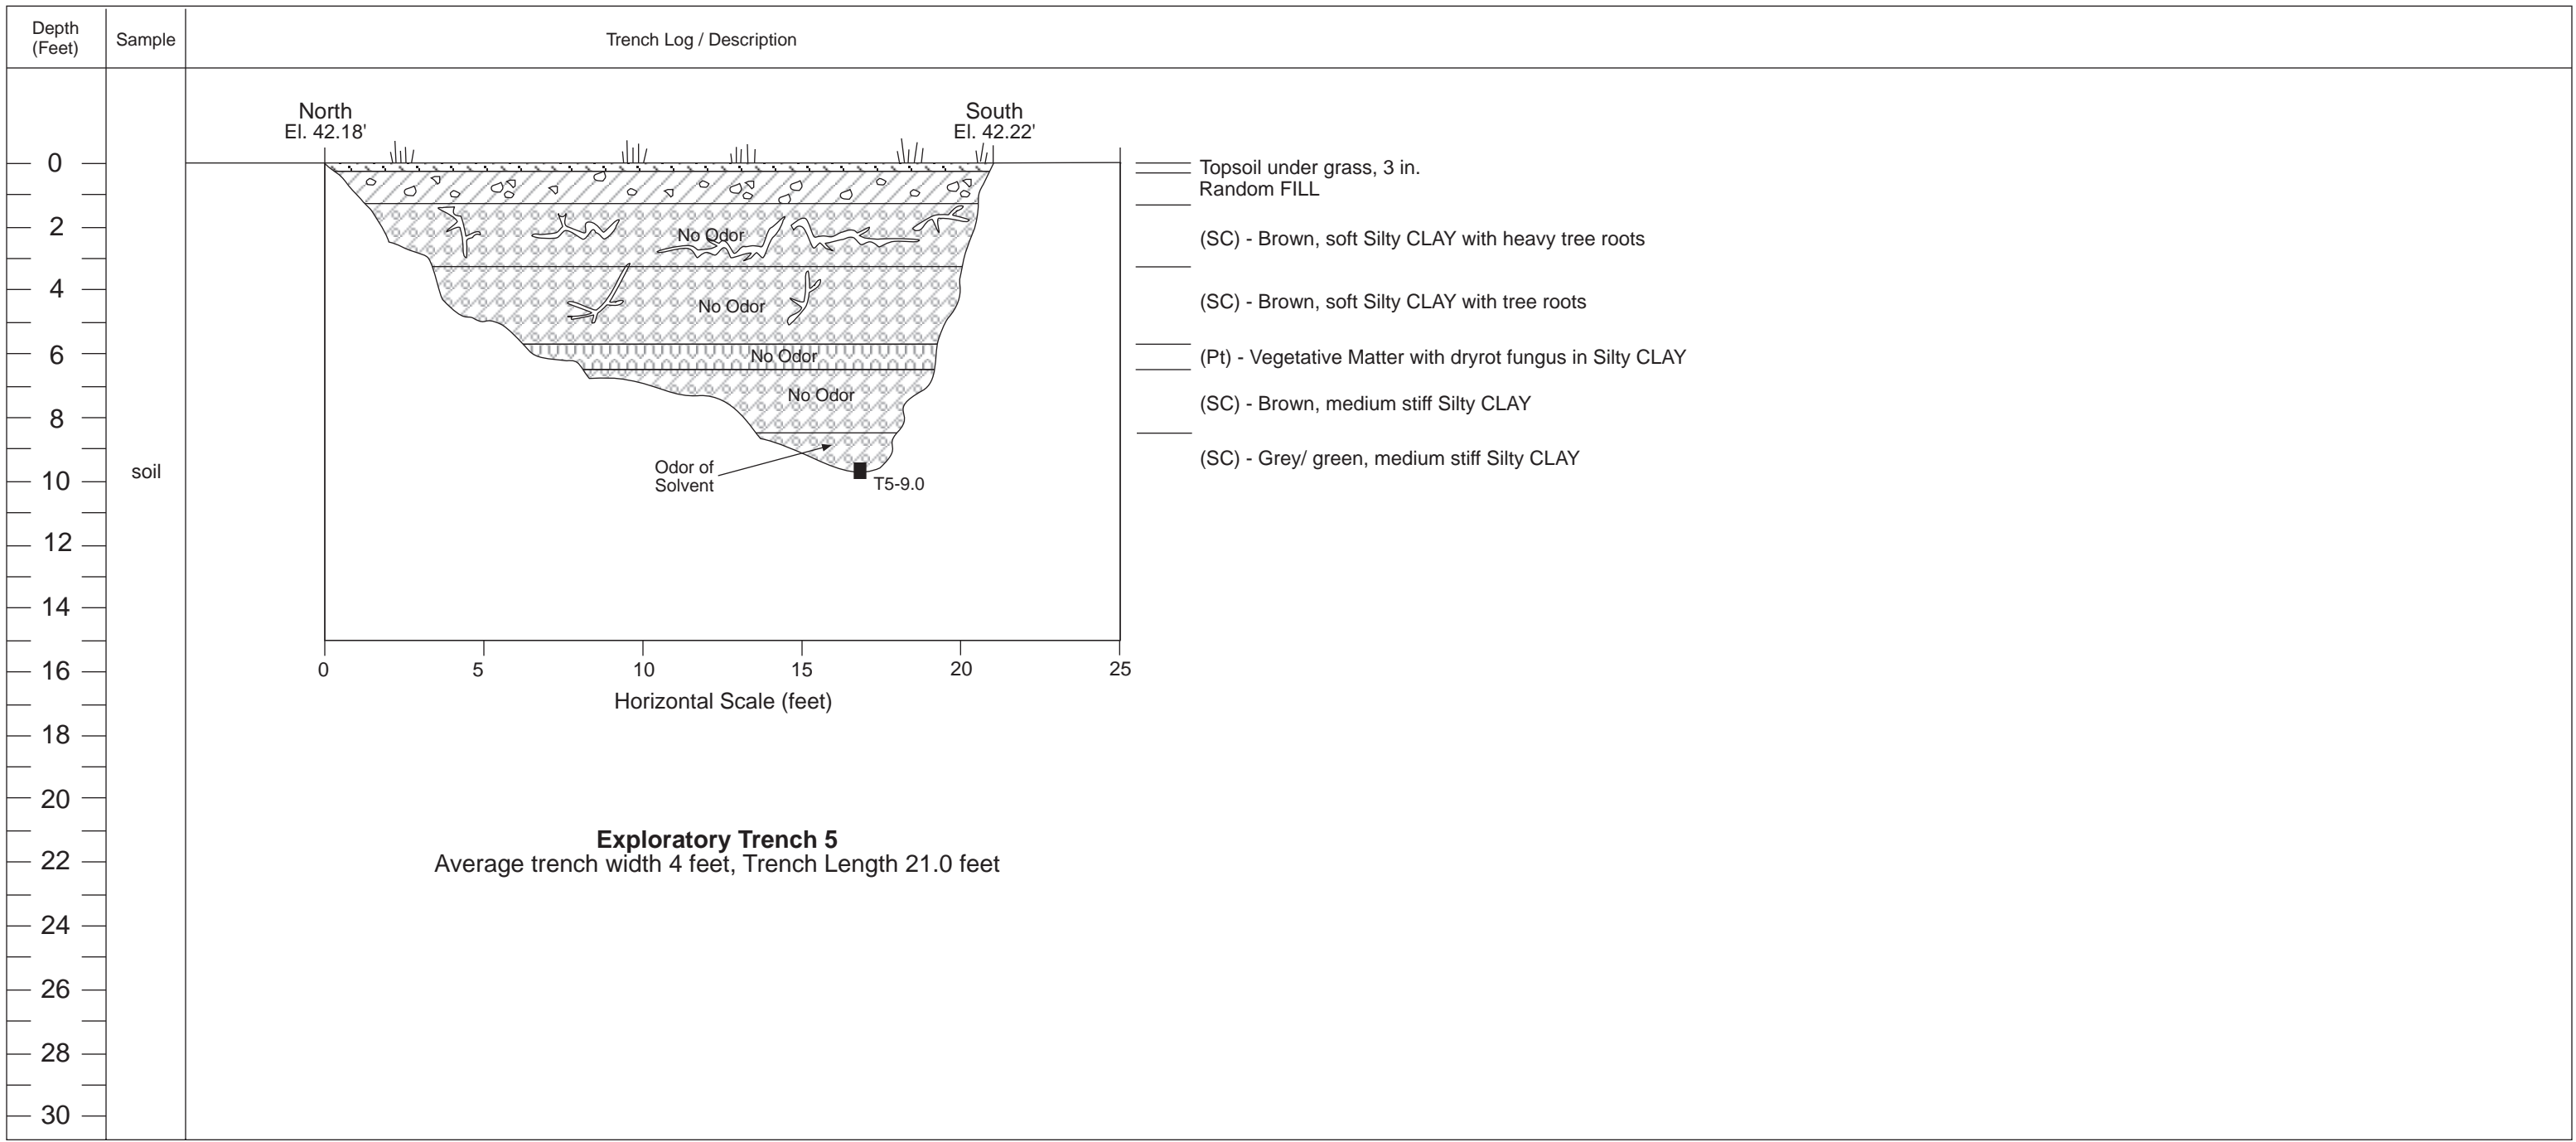 Depth
(Feet)
Sample
Trench Log / Description
North
El. 42.18'
South
El. 42.22'
0
2
4
6
8
10
12
14
16
18
20
22
24
26
28
30
soil
Topsoil under grass, 3 in.
Random FILL
No Odor
(SC) - Brown, soft Silty CLAY with heavy tree roots
No Odor
(SC) - Brown, soft Silty CLAY with tree roots
No Odor
(Pt) - Vegetative Matter with dryrot fungus in Silty CLAY
No Odor
(SC) - Brown, medium stiff Silty CLAY
(SC) - Grey/ green, medium stiff Silty CLAY
Odor of
Solvent
T5-9.0
0 5 10 15 20 25
Horizontal Scale (feet)
Exploratory Trench 5
Average trench width 4 feet, Trench Length 21.0 feet